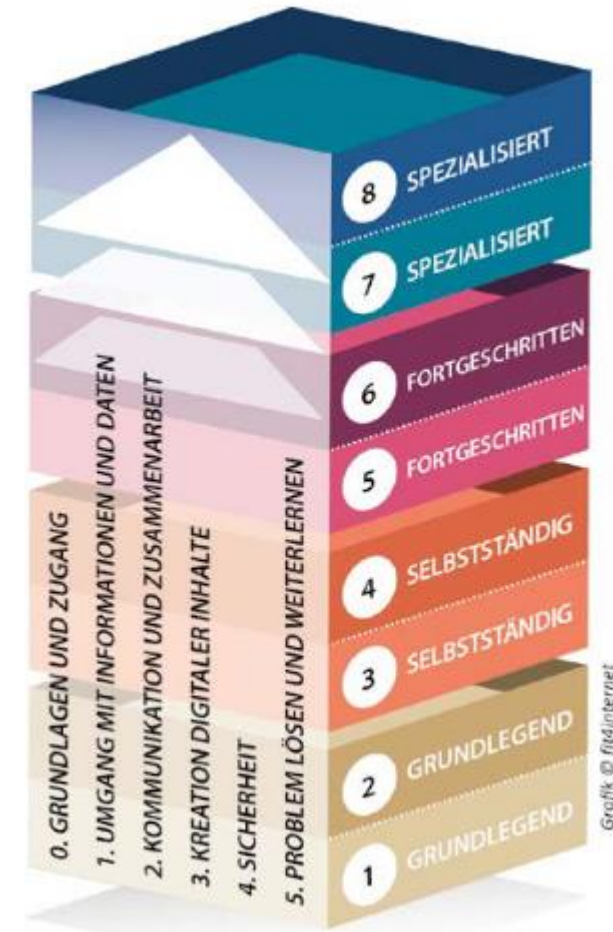 8 SPEZIALISIERT
7 SPEZIALISIERT
6 FORTGESCHRITTEN
5 FORTGESCHRITTEN
4 SELBSTSTÄNDIG
3 SELBSTSTÄNDIG
2 GRUNDLEGEND
1 GRUNDLEGEND
0. GRUNDLAGEN UND ZUGANG
1. UMGANG MIT INFORMATIONEN UND DATEN
2. KOMMUNIKATION UND ZUSAMMENARBEIT
3. KREATION DIGITALER INHALTE
4. SICHERHEIT
5. PROBLEM LÖSEN UND WEITERLERNEN
Grafik © fit4internet